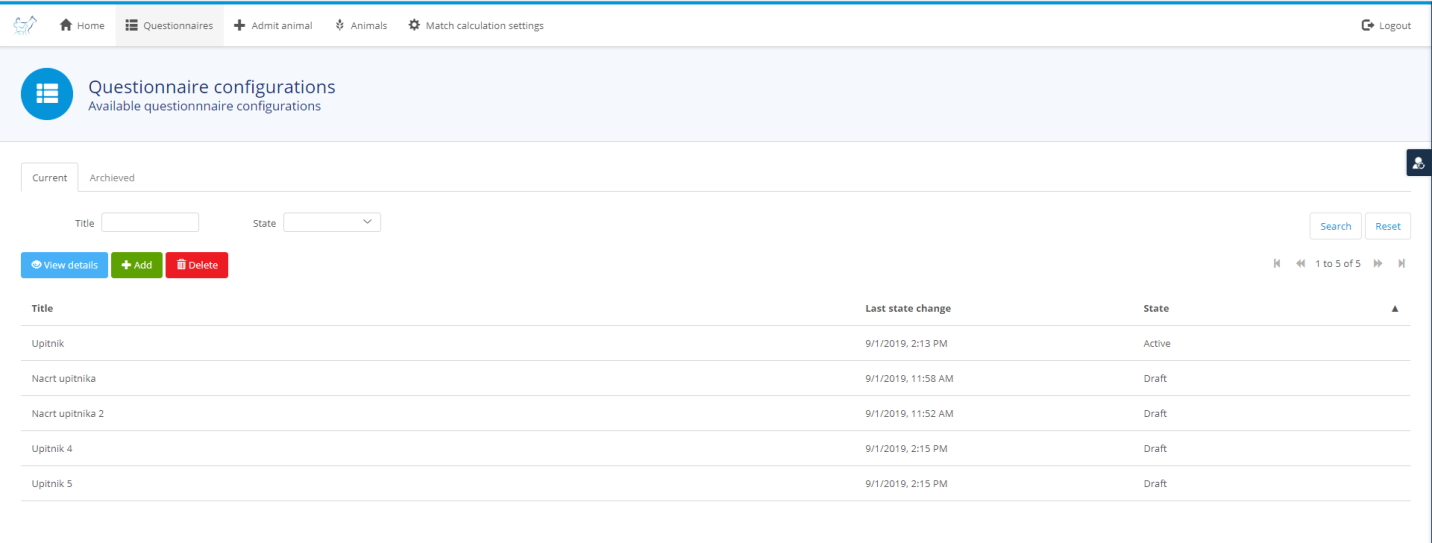 Home Questionnaires Admit animal Animals Match calculation settings Logout
Questionnaire configurations
Available questionnnaire configurations
Current Archieved
Title State Search Reset
View details Add Delete 1 to 5 of 5
Title Last state change State ▲
Upitnik 9/1/2019, 2:13 PM Active
Nacrt upitnika 9/1/2019, 11:58 AM Draft
Nacrt upitnika 2 9/1/2019, 11:52 AM Draft
Upitnik 4 9/1/2019, 2:15 PM Draft
Upitnik 5 9/1/2019, 2:15 PM Draft